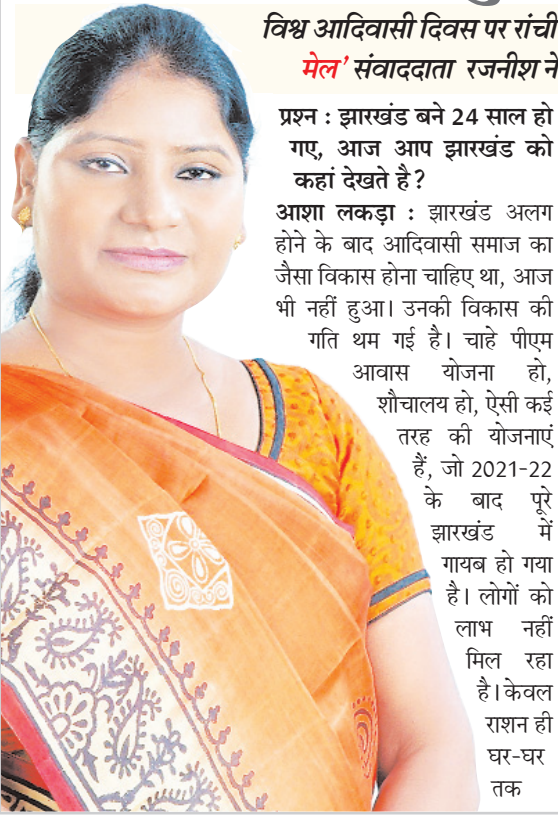 विश्व आदिवासी दिवस पर रांची
मेल' संवाददाता रजनीश ने
प्रश्न : झारखंड बने 24 साल हो
गए, आज आप झारखंड को
कहां देखते है?
आशा लकड़ा : झारखंड अलग
होने के बाद आदिवासी समाज का
जैसा विकास होना चाहिए था, आज
भी नहीं हुआ। उनकी विकास की
गति थम गई है। चाहे पीएम
आवास योजना हो,
शौचालय हो, ऐसी कई
तरह की योजनाएं
हैं, जो 2021-22
के बाद पूरे
झारखंड में
गायब हो गया
है। लोगों को
लाभ नहीं
मिल रहा
है।केवल
राशन ही
घर-घर
तक